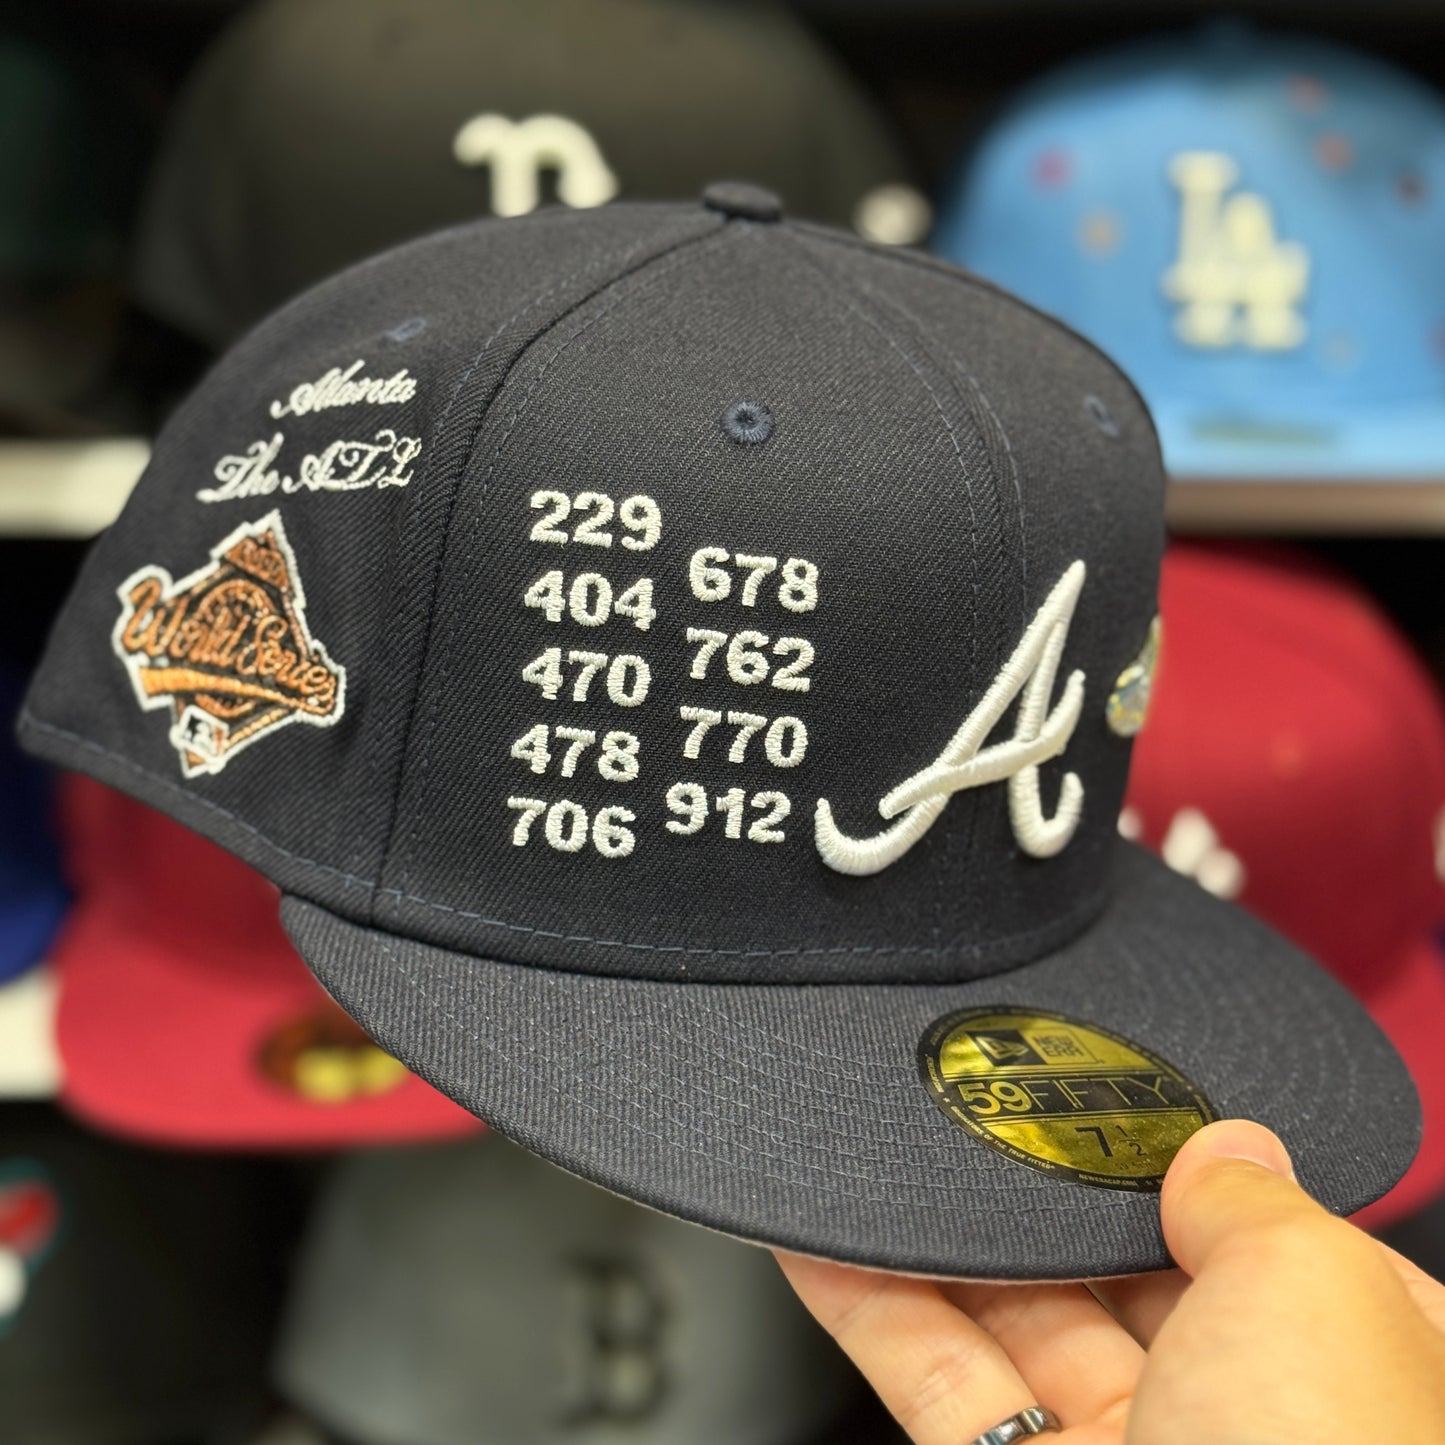 n
LA
Atlanta
The ATL
World Series
229
404
470
478
706
678
762
770
912
A
NEW ERA
59FIFTY
7 1/2
B